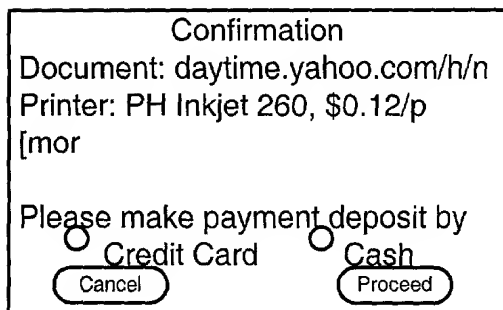 Confirmation
Document: daytime.yahoo.com/h/n
Printer: PH Inkjet 260, $0.12/p
[mor
Please make payment deposit by
Credit Card Cash
Cancel Proceed